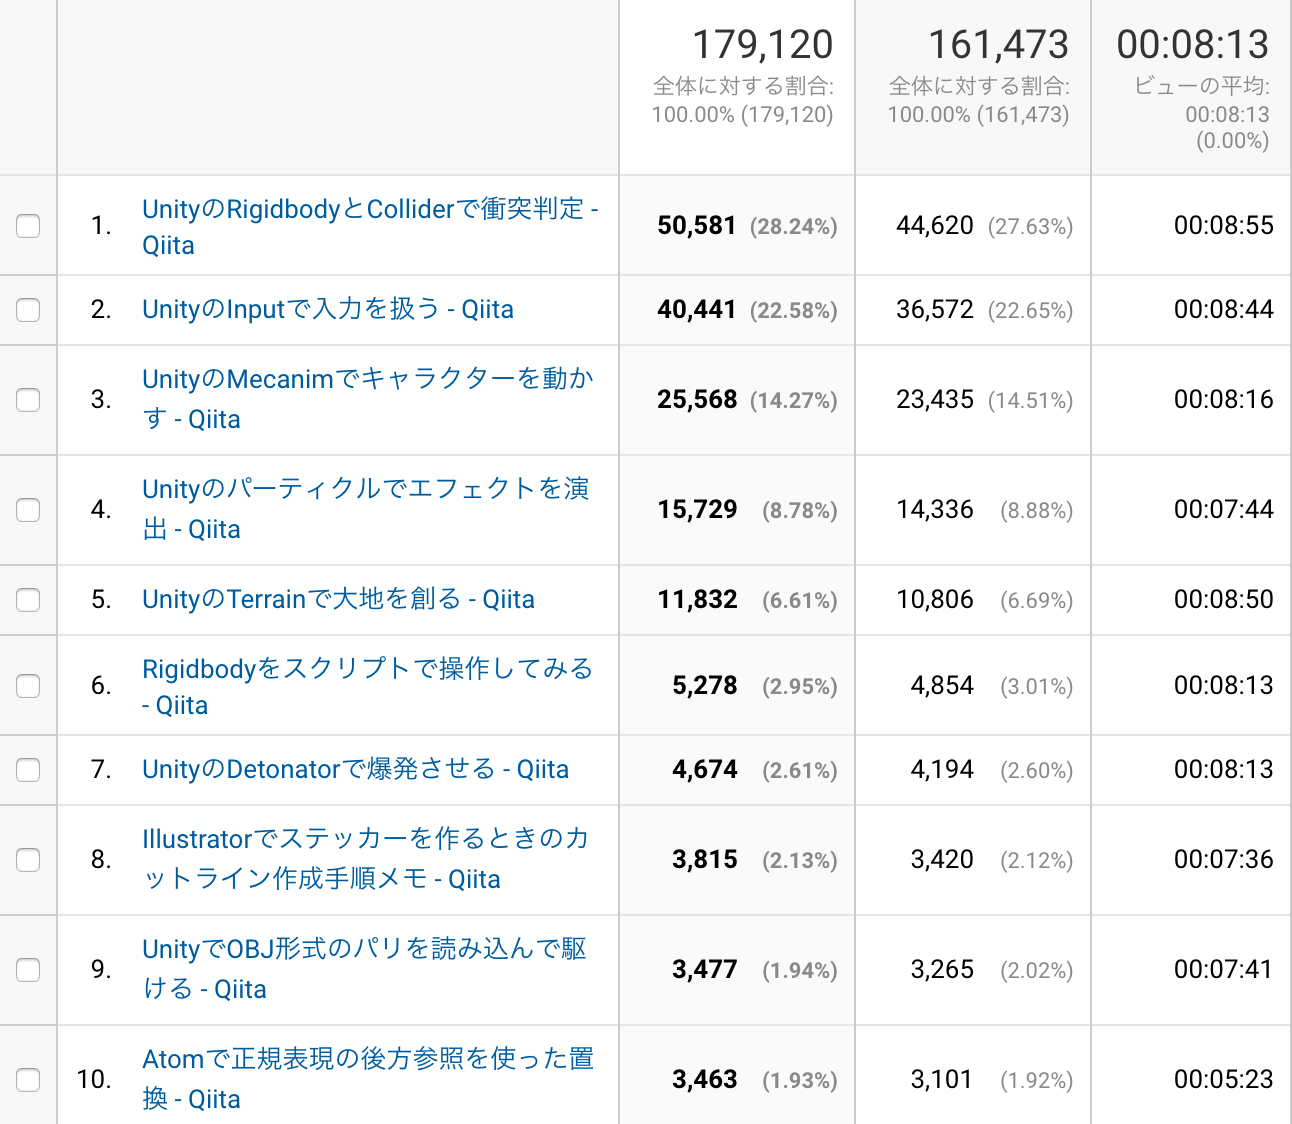 179,120
全体に対する割合:
100.00% (179,120)
161,473
全体に対する割合:
100.00% (161,473)
00:08:13
ビューの平均:
00:08:13
(0.00%)
1. UnityのRigidbodyとColliderで衝突判定 -
Qiita
50,581 (28.24%) 44,620 (27.63%) 00:08:55
2. UnityのInputで入力を扱う - Qiita 40,441 (22.58%) 36,572 (22.65%) 00:08:44
3. UnityのMecanimでキャラクターを動か
す - Qiita
25,568 (14.27%) 23,435 (14.51%) 00:08:16
4. Unityのパーティクルでエフェクトを演
出 - Qiita
15,729 (8.78%) 14,336 (8.88%) 00:07:44
5. UnityのTerrainで大地を創る - Qiita 11,832 (6.61%) 10,806 (6.69%) 00:08:50
6. Rigidbodyをスクリプトで操作してみる
- Qiita
5,278 (2.95%) 4,854 (3.01%) 00:08:13
7. UnityのDetonatorで爆発させる - Qiita 4,674 (2.61%) 4,194 (2.60%) 00:08:13
8. Illustratorでステッカーを作るときのカ
ットライン作成手順メモ - Qiita
3,815 (2.13%) 3,420 (2.12%) 00:07:36
9. UnityでOBJ形式のパリを読み込んで駆
ける - Qiita
3,477 (1.94%) 3,265 (2.02%) 00:07:41
10. Atomで正規表現の後方参照を使った置
換 - Qiita
3,463 (1.93%) 3,101 (1.92%) 00:05:23